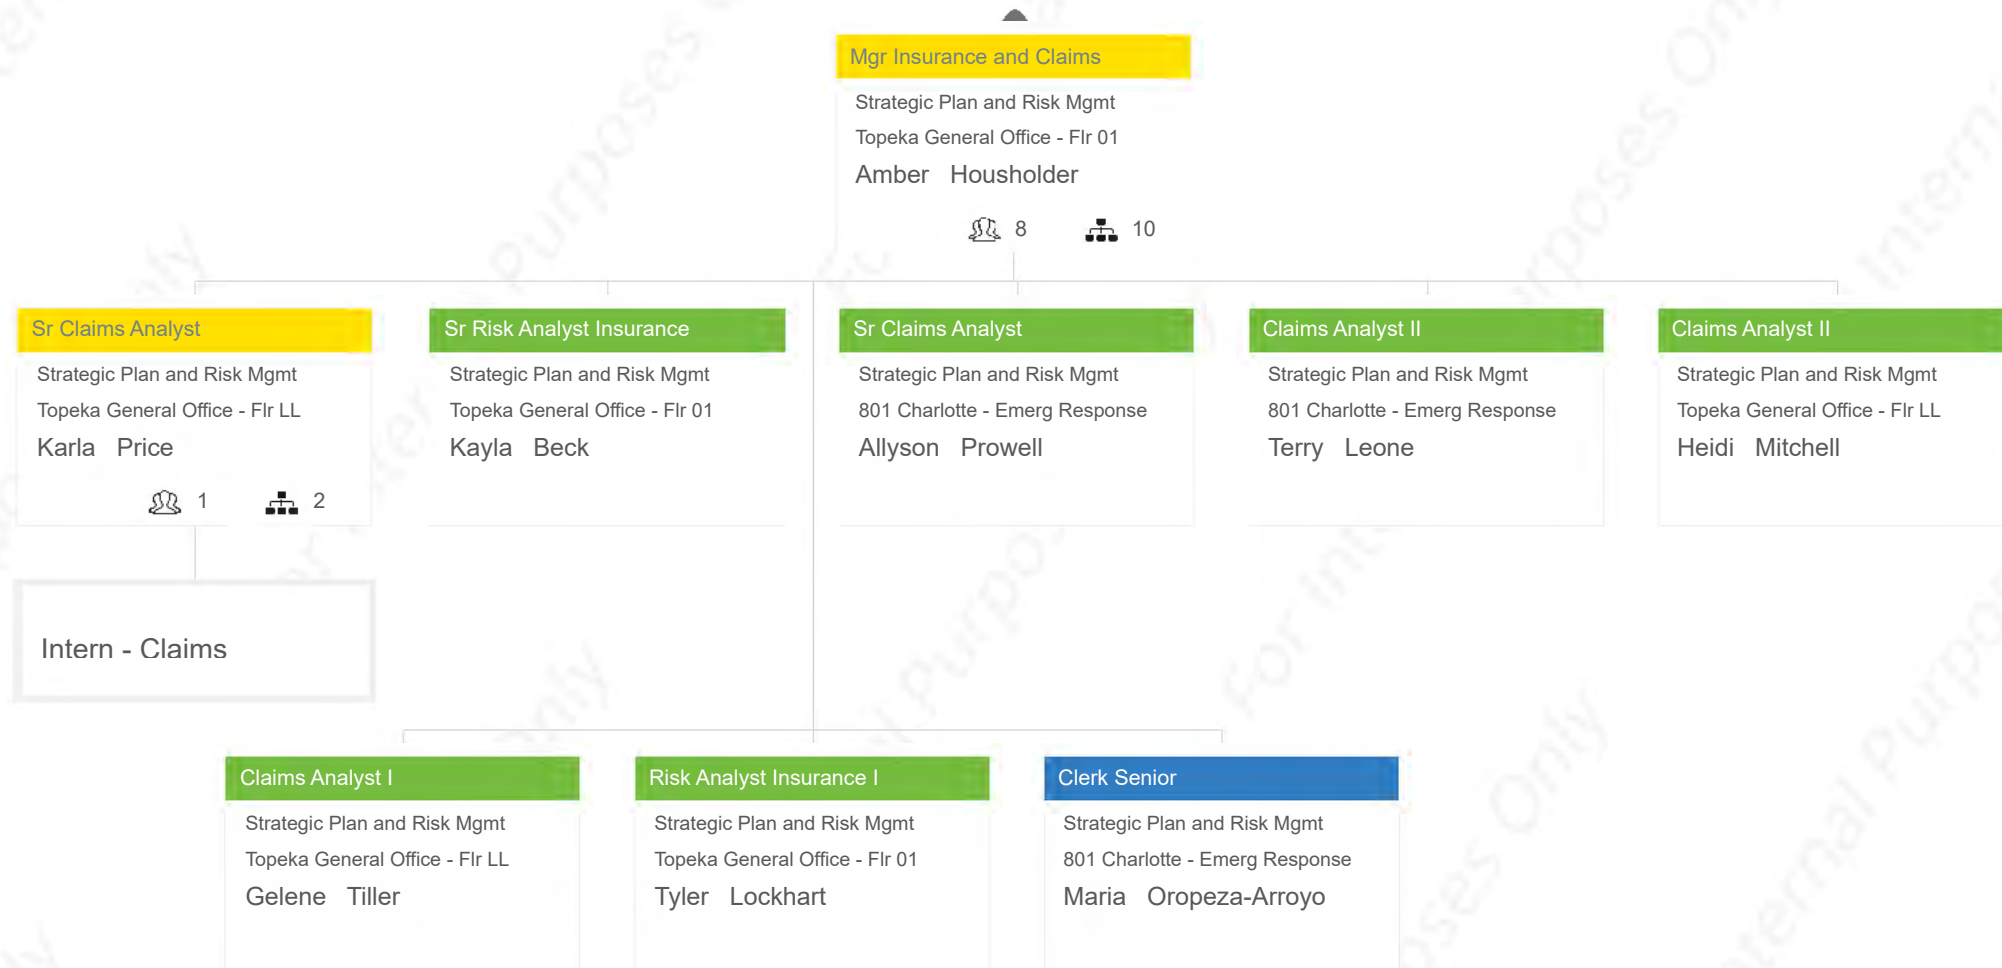 Mgr Insurance and Claims
Strategic Plan and Risk Mgmt
Topeka General Office - Flr 01
Amber Housholder
8 10
Sr Claims Analyst
Strategic Plan and Risk Mgmt
Topeka General Office - Flr LL
Karla Price
1 2
Sr Risk Analyst Insurance
Strategic Plan and Risk Mgmt
Topeka General Office - Flr 01
Kayla Beck
Sr Claims Analyst
Strategic Plan and Risk Mgmt
801 Charlotte - Emerg Response
Allyson Prowell
Claims Analyst II
Strategic Plan and Risk Mgmt
801 Charlotte - Emerg Response
Terry Leone
Claims Analyst II
Strategic Plan and Risk Mgmt
Topeka General Office - Flr LL
Heidi Mitchell
Intern - Claims
Claims Analyst I
Strategic Plan and Risk Mgmt
Topeka General Office - Flr LL
Gelene Tiller
Risk Analyst Insurance I
Strategic Plan and Risk Mgmt
Topeka General Office - Flr 01
Tyler Lockhart
Clerk Senior
Strategic Plan and Risk Mgmt
801 Charlotte - Emerg Response
Maria Oropeza-Arroyo